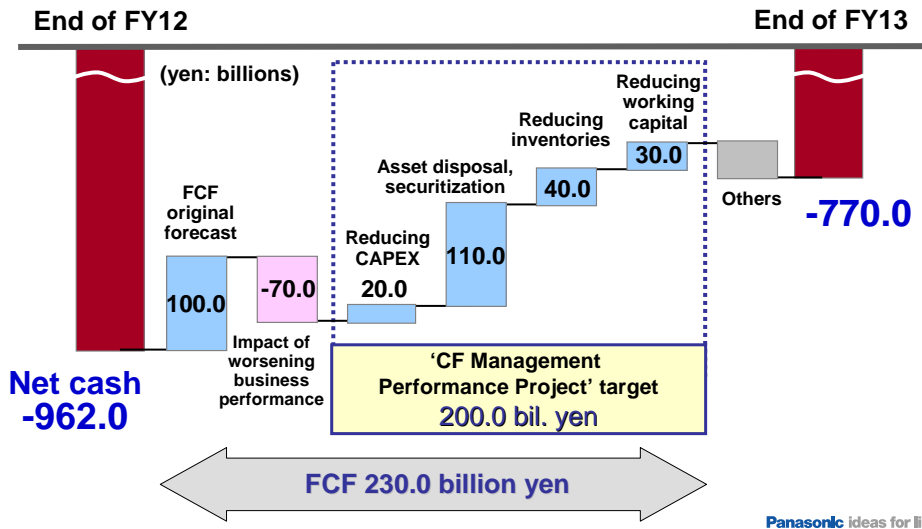 End of FY12
End of FY13
(yen: billions)
Reducing
working
capital
Reducing
inventories
30.0
Asset disposal,
securitization
40.0
FCF
original
forecast
Others
-770.0
Reducing
CAPEX
110.0
-70.0
20.0
100.0
Impact of
worsening
business
performance
'CF Management
Performance Project' target
200.0 bil. yen
Net cash
-962.0
FCF 230.0 billion yen
Panasonic ideas for